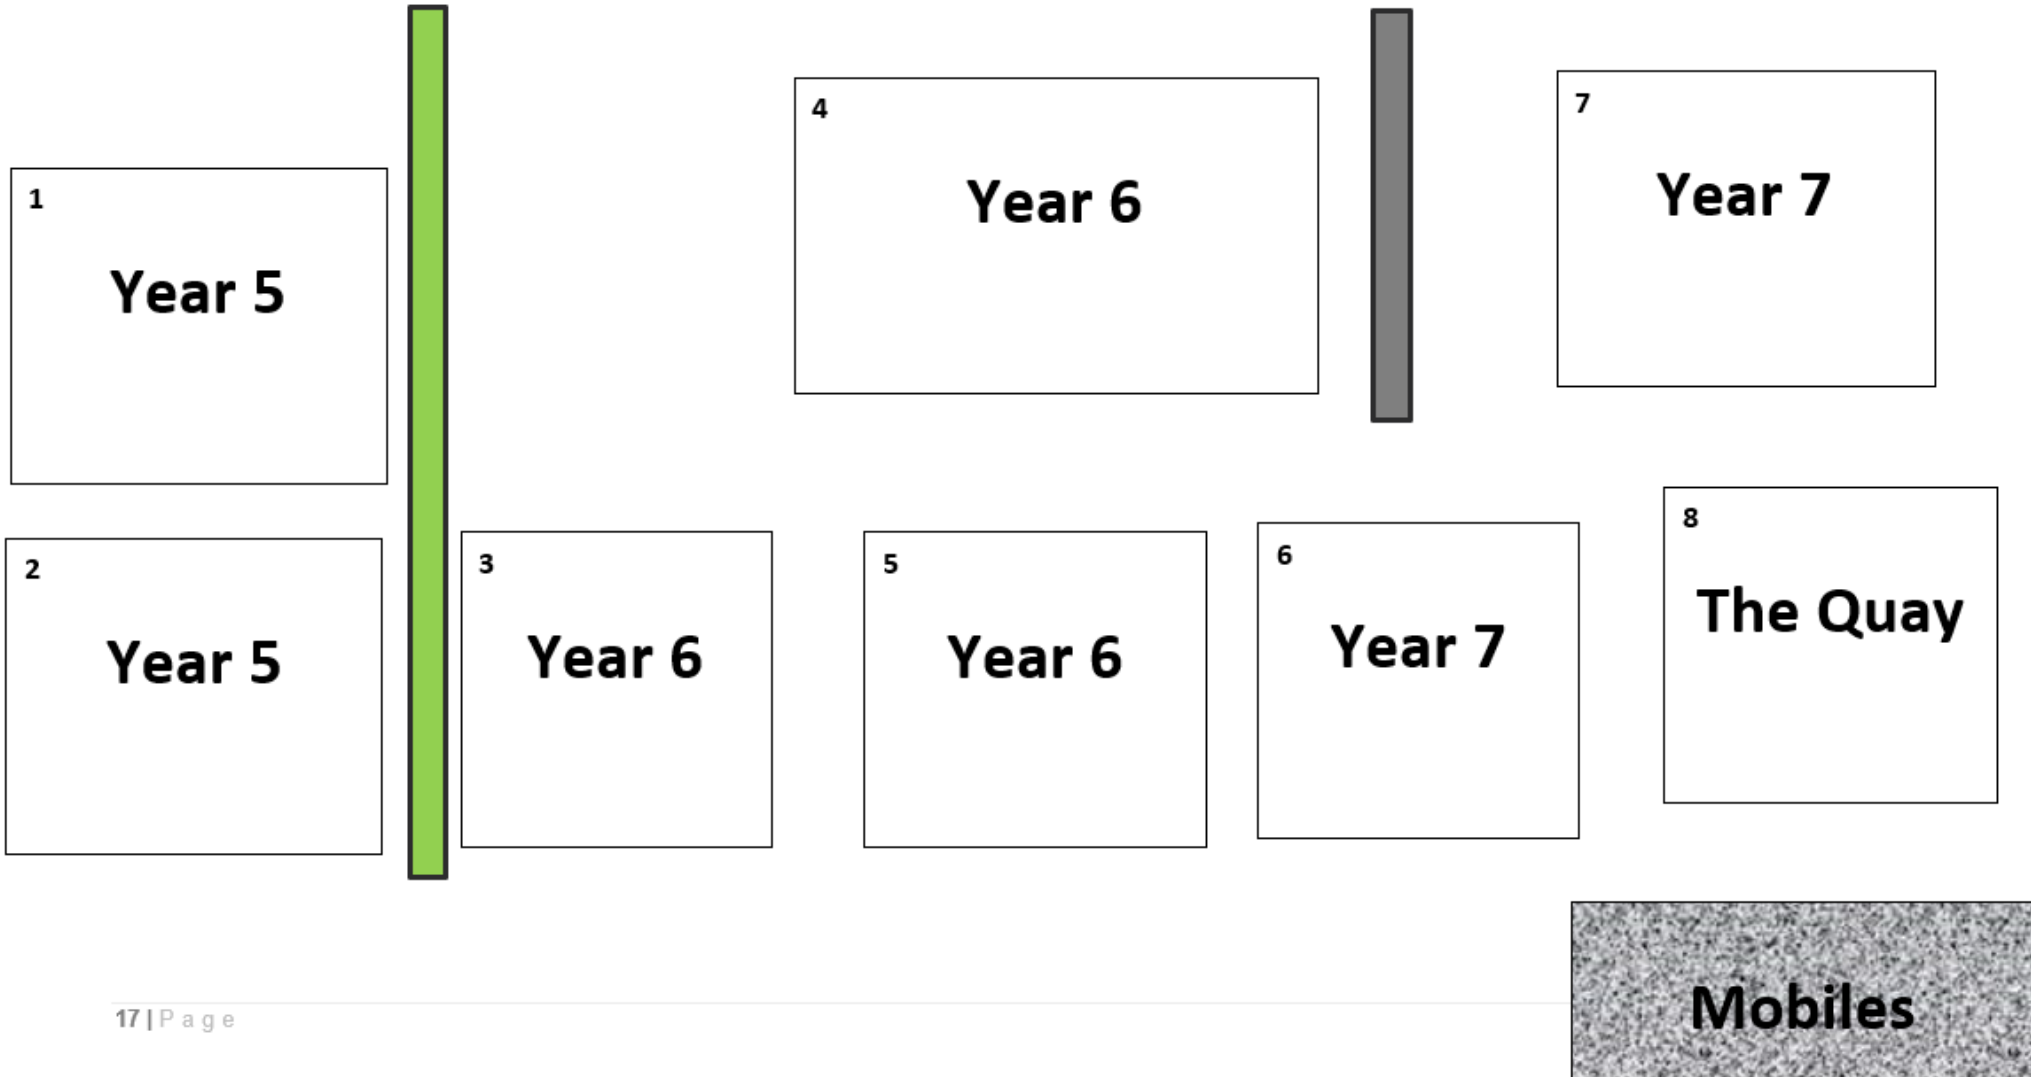 1
Year 5
2
Year 5
3
Year 6
4
Year 6
5
Year 6
6
Year 7
7
Year 7
8
The Quay
Mobiles
17 | Page